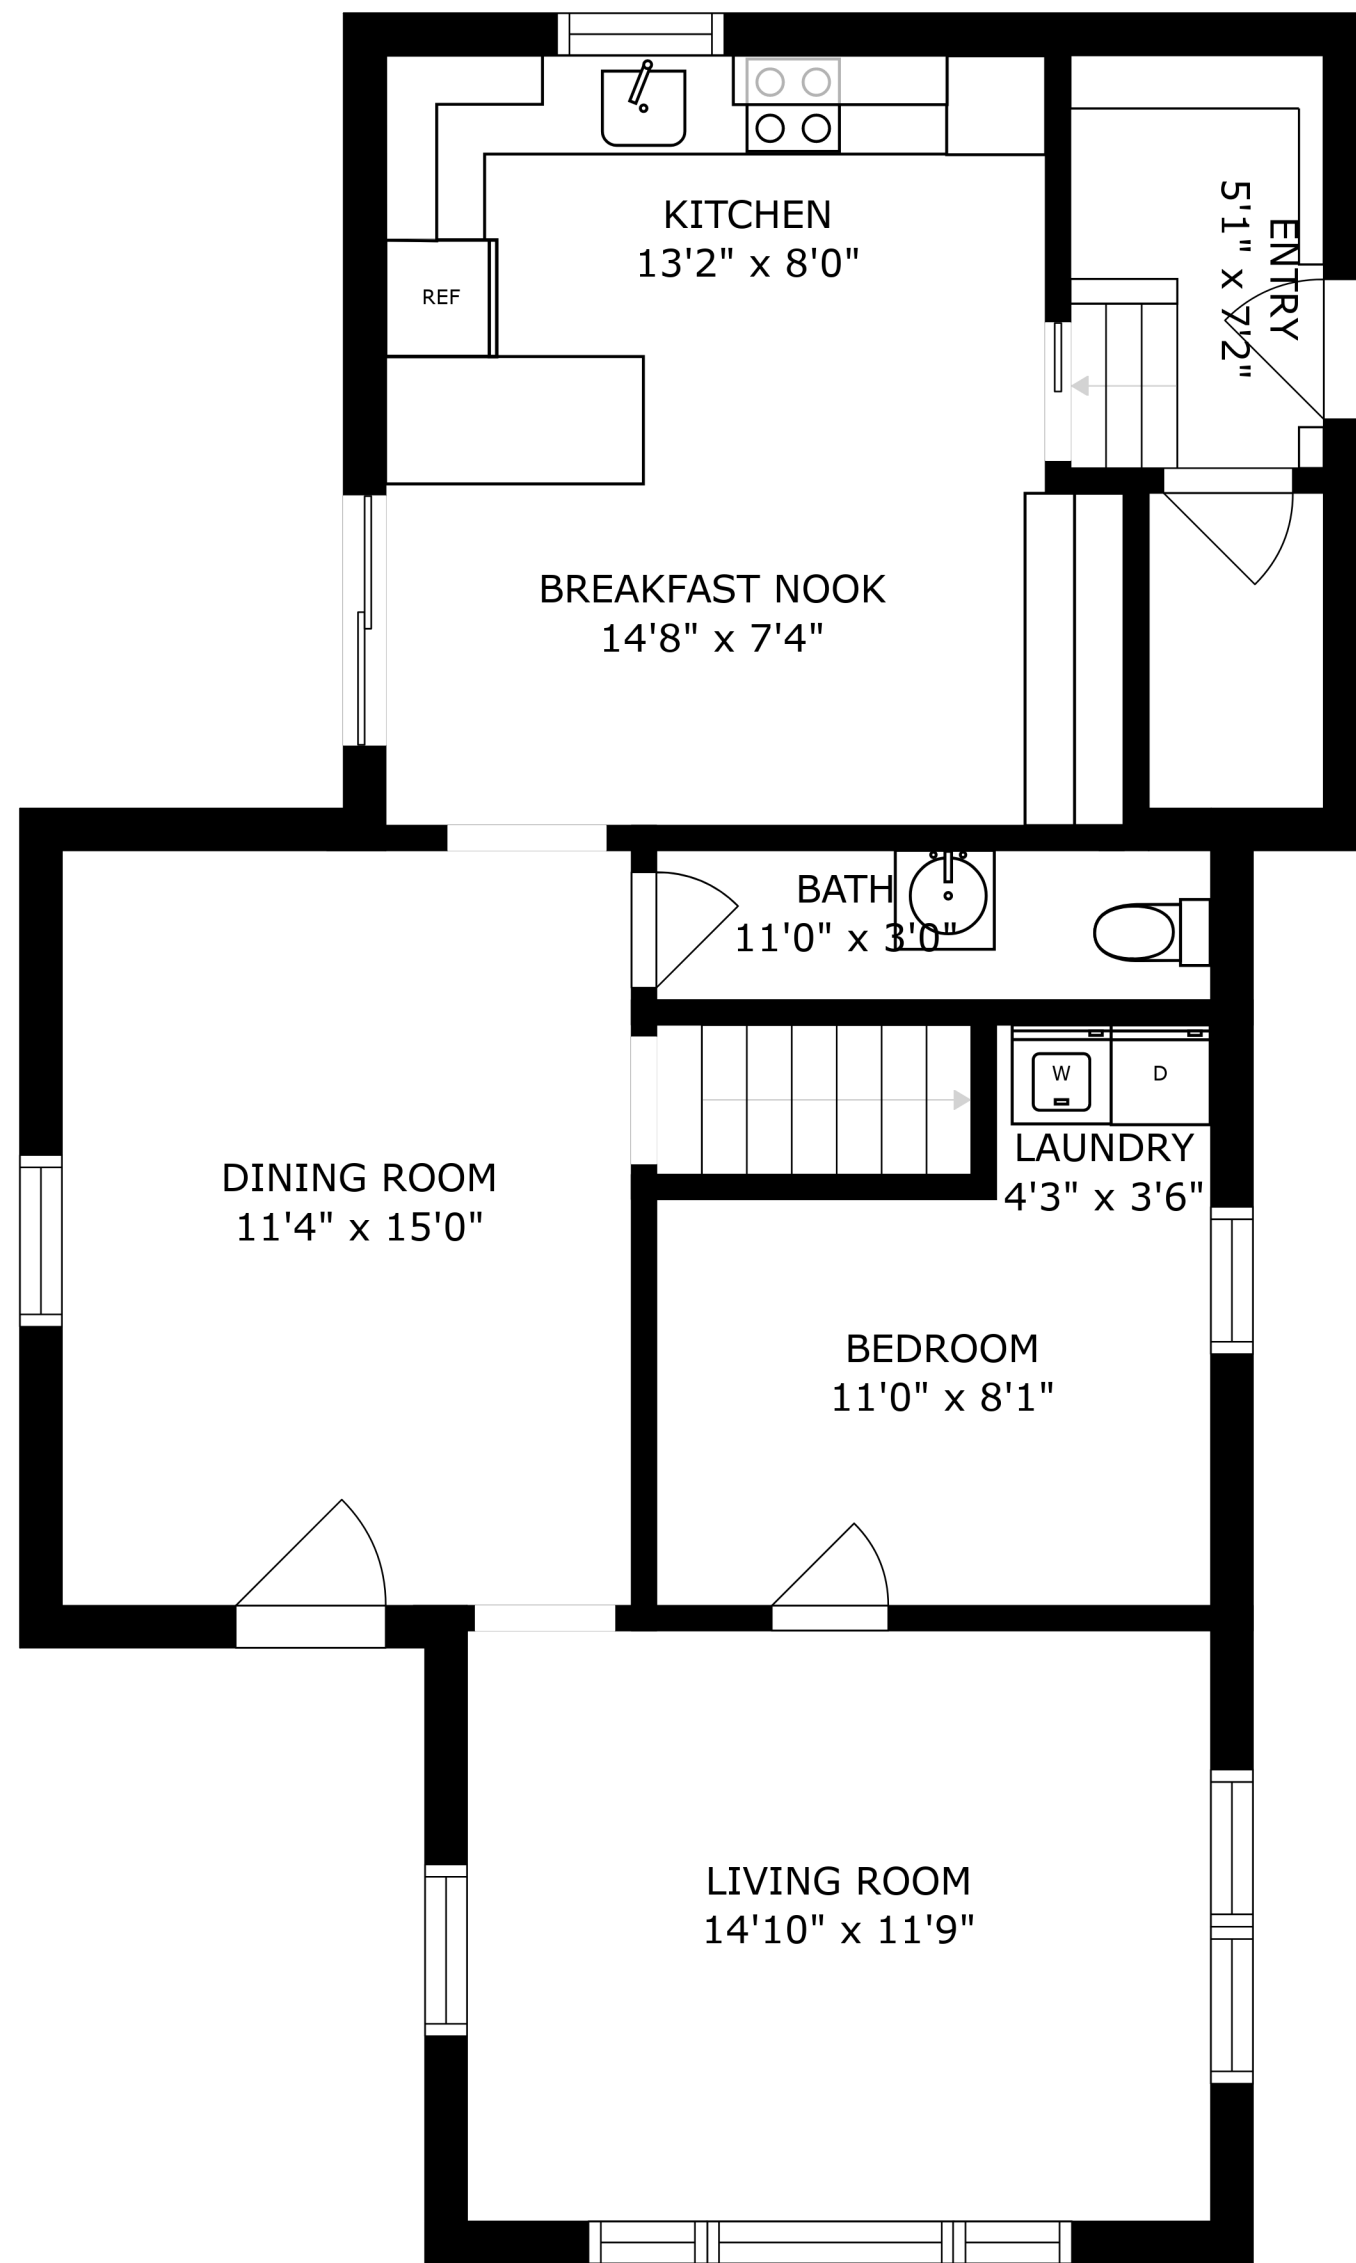 KITCHEN
13'2" x 8'0"
ENTRY
5'1" x 7'2"
REF
BREAKFAST NOOK
14'8" x 7'4"
BATH
11'0" x 3'0"
W
D
LAUNDRY
4'3" x 3'6"
DINING ROOM
11'4" x 15'0"
BEDROOM
11'0" x 8'1"
LIVING ROOM
14'10" x 11'9"